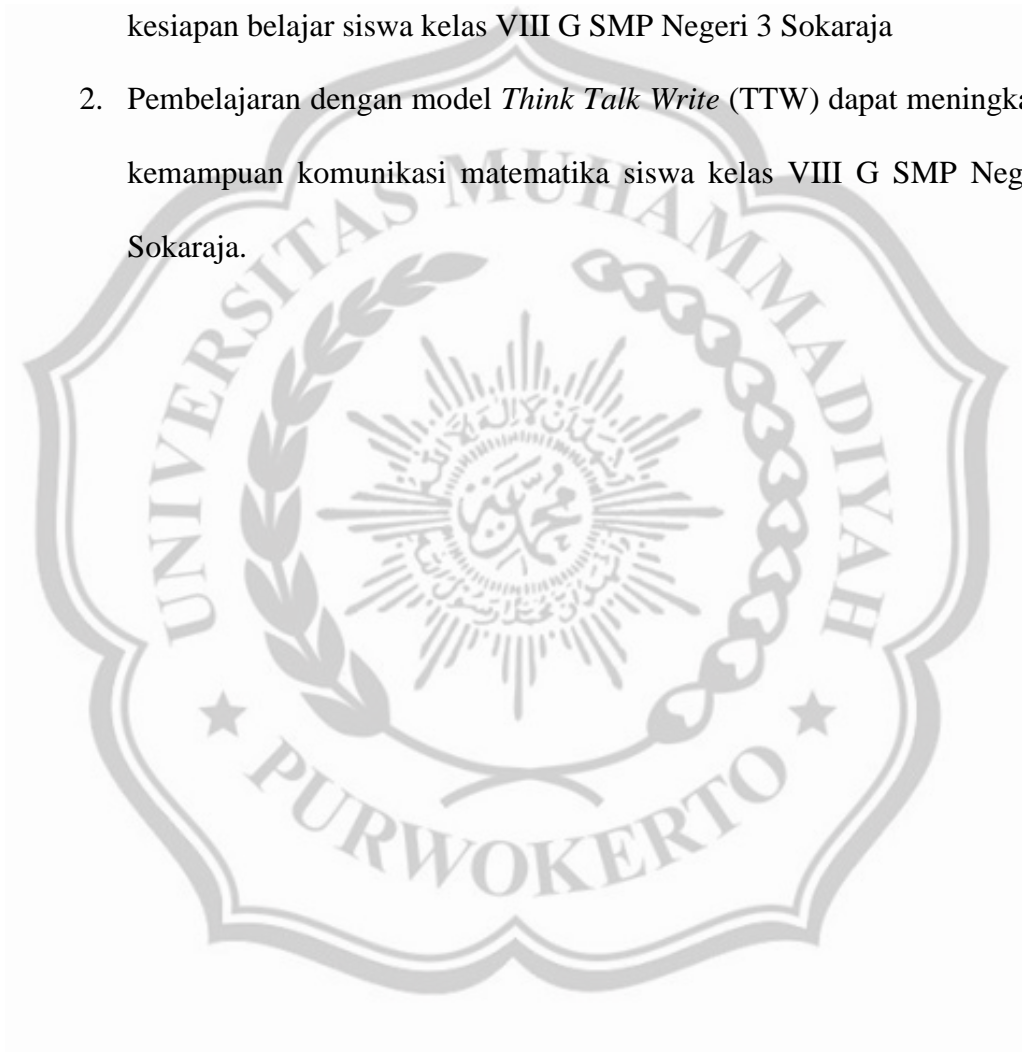 kesiapan belajar siswa kelas VIII G SMP Negeri 3 Sokaraja
2. Pembelajaran dengan model Think Talk Write (TTW) dapat meningka
kemampuan komunikasi matematika siswa kelas VIII G SMP Neg
Sokaraja.
UNIVERSITAS MUHAMMADIYAH
PURWOKERTO